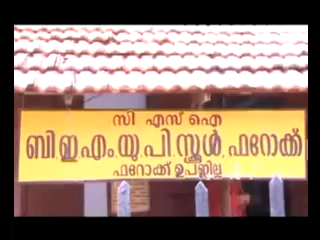 സി എസ് ഐ
ബി.ഇ.എം.യു.പി.സ്കൂൾ, ഫറോക്ക്
ഫറോക്ക് ഉപജില്ല